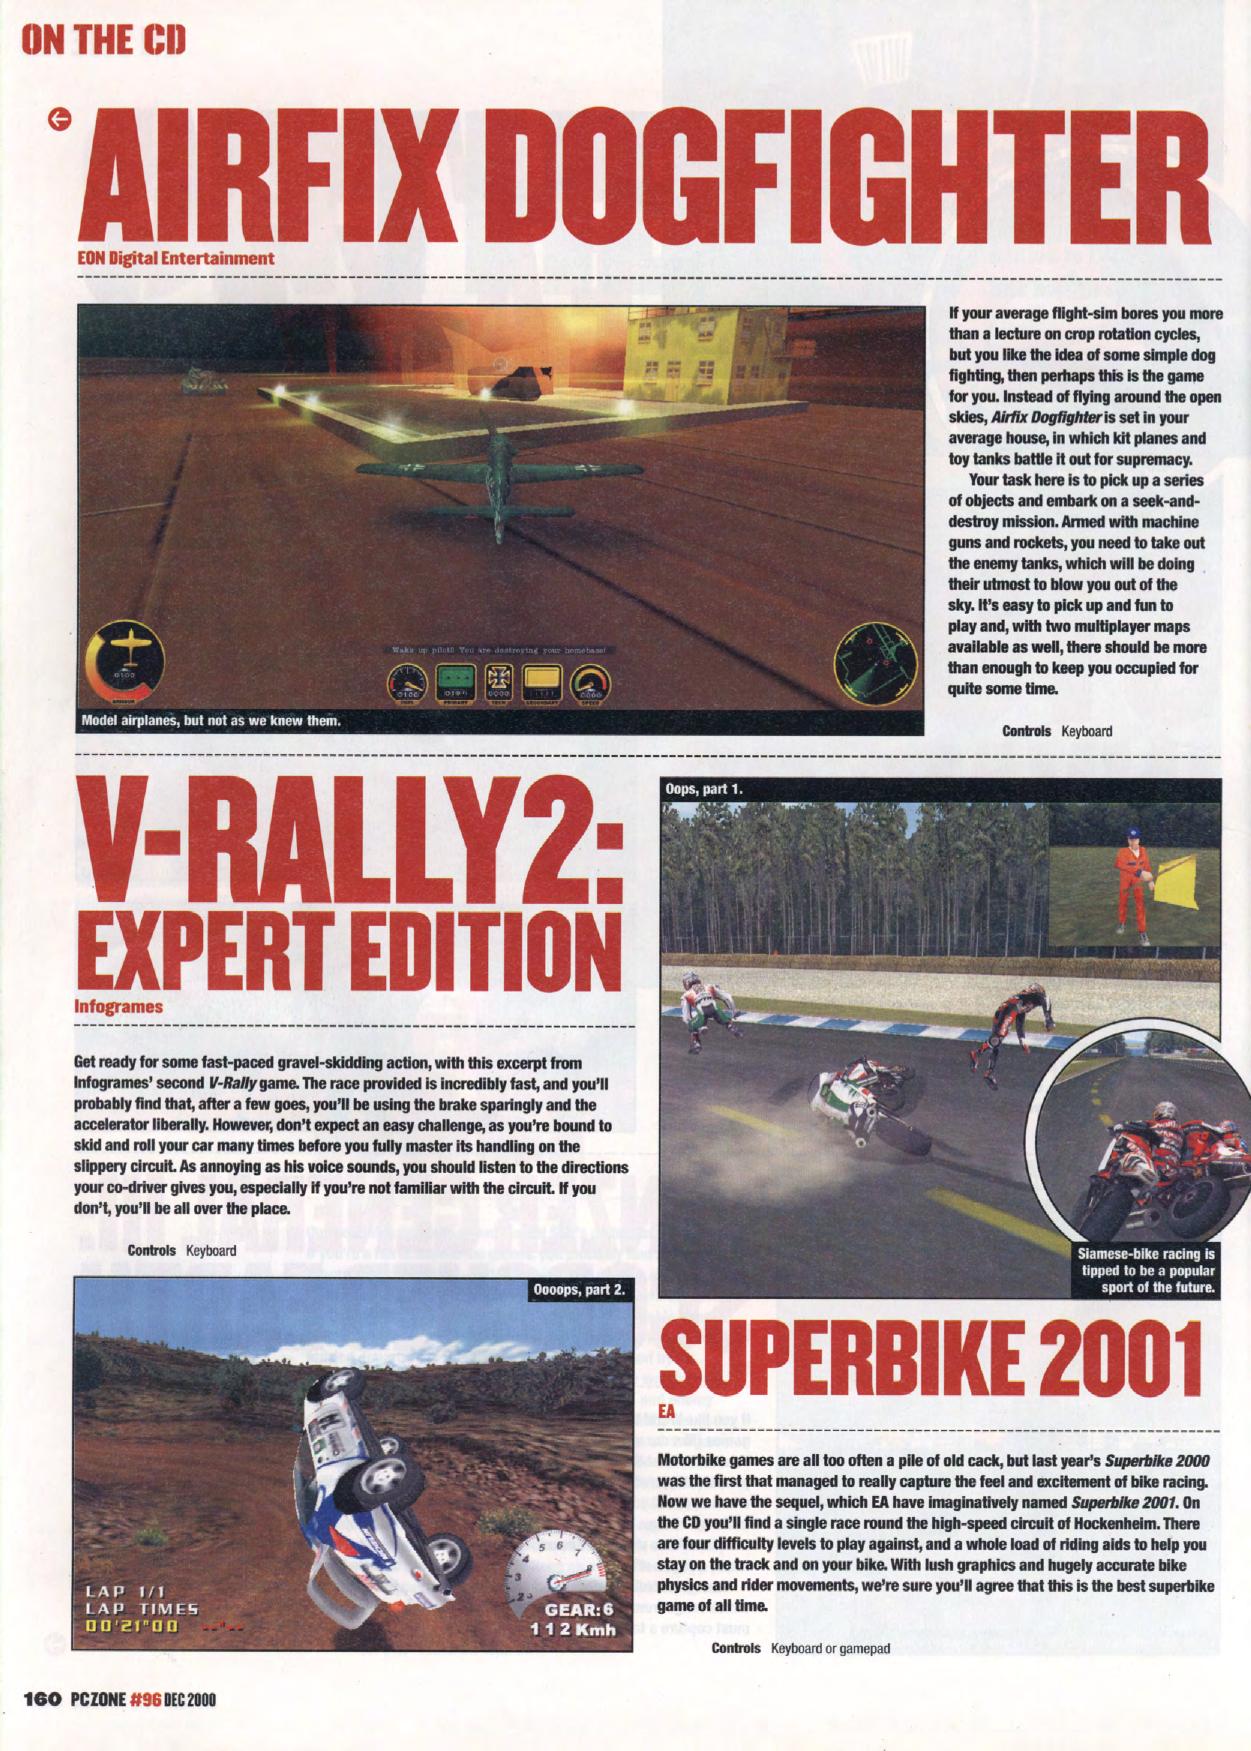 ON THE CD
AIRFIX DOGFIGHTER
EON Digital Entertainment
Wake up pilot! You are destroying your homebase!
Model airplanes, but not as we knew them.
If your average flight-sim bores you more
than a lecture on crop rotation cycles,
but you like the idea of some simple dog
fighting, then perhaps this is the game
for you. Instead of flying around the open
skies, Airfix Dogfighter is set in your
average house, in which kit planes and
toy tanks battle it out for supremacy.
Your task here is to pick up a series
of objects and embark on a seek-and-
destroy mission. Armed with machine
guns and rockets, you need to take out
the enemy tanks, which will be doing
their utmost to blow you out of the
sky. It's easy to pick up and fun to
play and, with two multiplayer maps
available as well, there should be more
than enough to keep you occupied for
quite some time.
Controls Keyboard
V-RALLY2:
EXPERT EDITION
Infogrames
Get ready for some fast-paced gravel-skidding action, with this excerpt from
Infogrames' second V-Rally game. The race provided is incredibly fast, and you'll
probably find that, after a few goes, you'll be using the brake sparingly and the
accelerator liberally. However, don't expect an easy challenge, as you're bound to
skid and roll your car many times before you fully master its handling on the
slippery circuit. As annoying as his voice sounds, you should listen to the directions
your co-driver gives you, especially if you're not familiar with the circuit. If you
don't, you'll be all over the place.
Controls Keyboard
Oooops, part 2.
LAP 1/1
LAP TIMES
00'21"00
GEAR:6
112 Kmh
Oops, part 1.
Siamese-bike racing is
tipped to be a popular
sport of the future.
SUPERBIKE 2001
EA
Motorbike games are all too often a pile of old cack, but last year's Superbike 2000
was the first that managed to really capture the feel and excitement of bike racing.
Now we have the sequel, which EA have imaginatively named Superbike 2001. On
the CD you'll find a single race round the high-speed circuit of Hockenheim. There
are four difficulty levels to play against, and a whole load of riding aids to help you
stay on the track and on your bike. With lush graphics and hugely accurate bike
physics and rider movements, we're sure you'll agree that this is the best superbike
game of all time.
Controls Keyboard or gamepad
160 PCZONE #96 DEC 2000